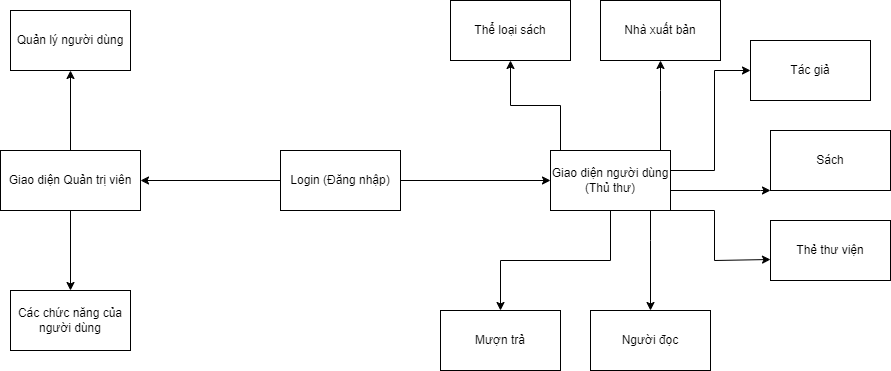 Quản lý người dùng
Thể loại sách
Nhà xuất bản
Tác giả
Giao diện Quản trị viên
Login (Đăng nhập)
Giao diện người dùng
(Thủ thư)
Sách
Thẻ thư viện
Các chức năng của
người dùng
Mượn trả
Người đọc